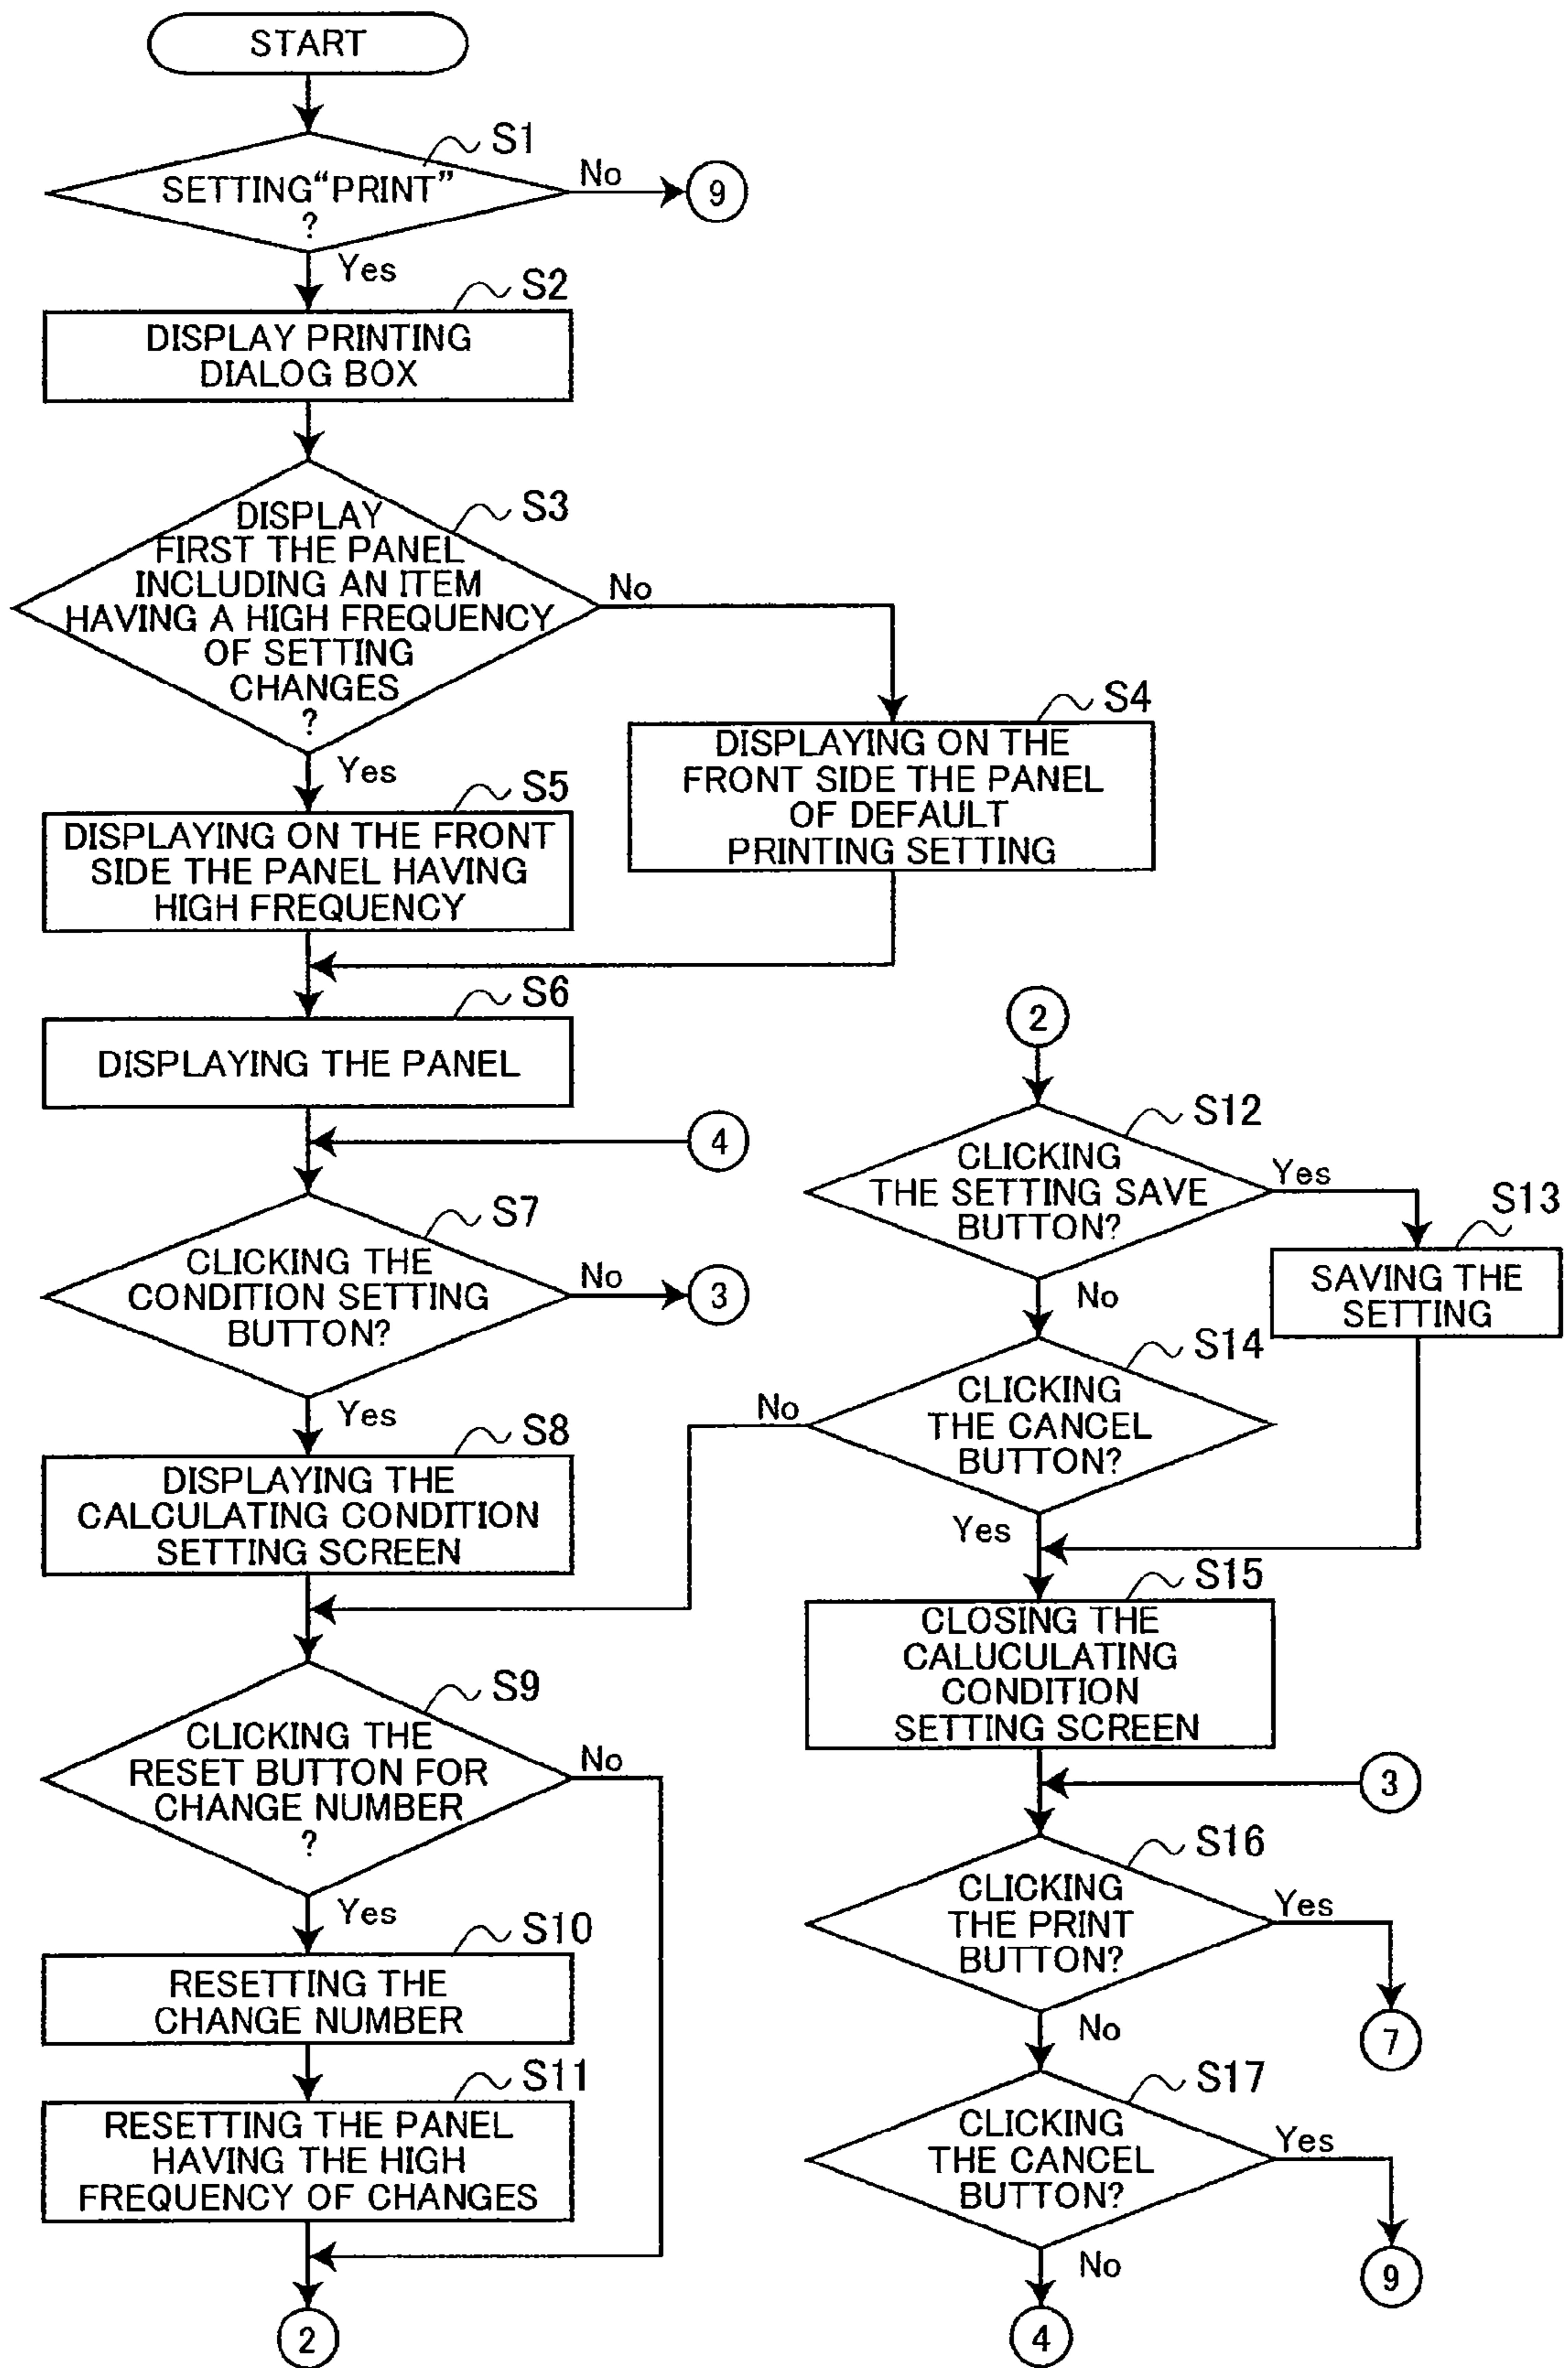 START
S1
SETTING“PRINT”
?
No
9
Yes
S2
DISPLAY PRINTING
DIALOG BOX
S3
DISPLAY
FIRST THE PANEL
INCLUDING AN ITEM
HAVING A HIGH FREQUENCY
OF SETTING
CHANGES
?
No
Yes
S4
DISPLAYING ON THE
FRONT SIDE THE PANEL
OF DEFAULT
PRINTING SETTING
S5
DISPLAYING ON THE FRONT
SIDE THE PANEL HAVING
HIGH FREQUENCY
S6
DISPLAYING THE PANEL
4
S7
CLICKING THE
CONDITION SETTING
BUTTON?
No
3
Yes
S8
DISPLAYING THE
CALCULATING CONDITION
SETTING SCREEN
S9
CLICKING THE
RESET BUTTON FOR
CHANGE NUMBER
?
No
Yes
S10
RESETTING THE
CHANGE NUMBER
S11
RESETTING THE PANEL
HAVING THE HIGH
FREQUENCY OF CHANGES
2
2
S12
CLICKING
THE SETTING SAVE
BUTTON?
Yes
S13
SAVING THE
SETTING
No
S14
CLICKING
THE CANCEL
BUTTON?
No
Yes
S15
CLOSING THE
CALUCULATING
CONDITION
SETTING SCREEN
3
S16
CLICKING
THE PRINT
BUTTON?
Yes
7
No
S17
CLICKING
THE CANCEL
BUTTON?
Yes
9
No
4